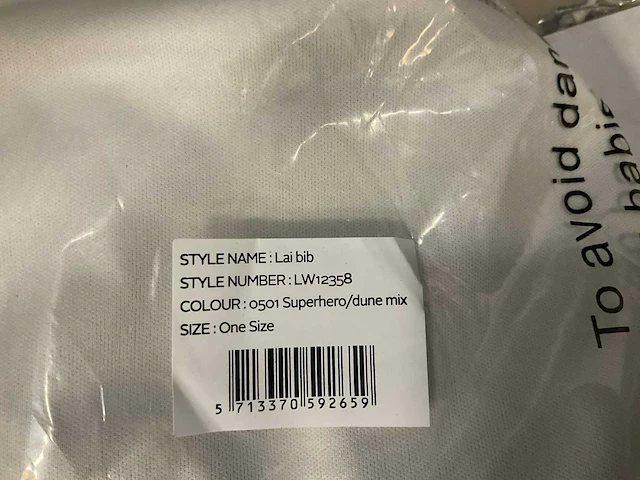 STYLE NAME : Lai bib
STYLE NUMBER : LW12358
COLOUR : 0501 Superhero/dune mix
SIZE : One Size
5 713370 592659
To avoid dan
babie